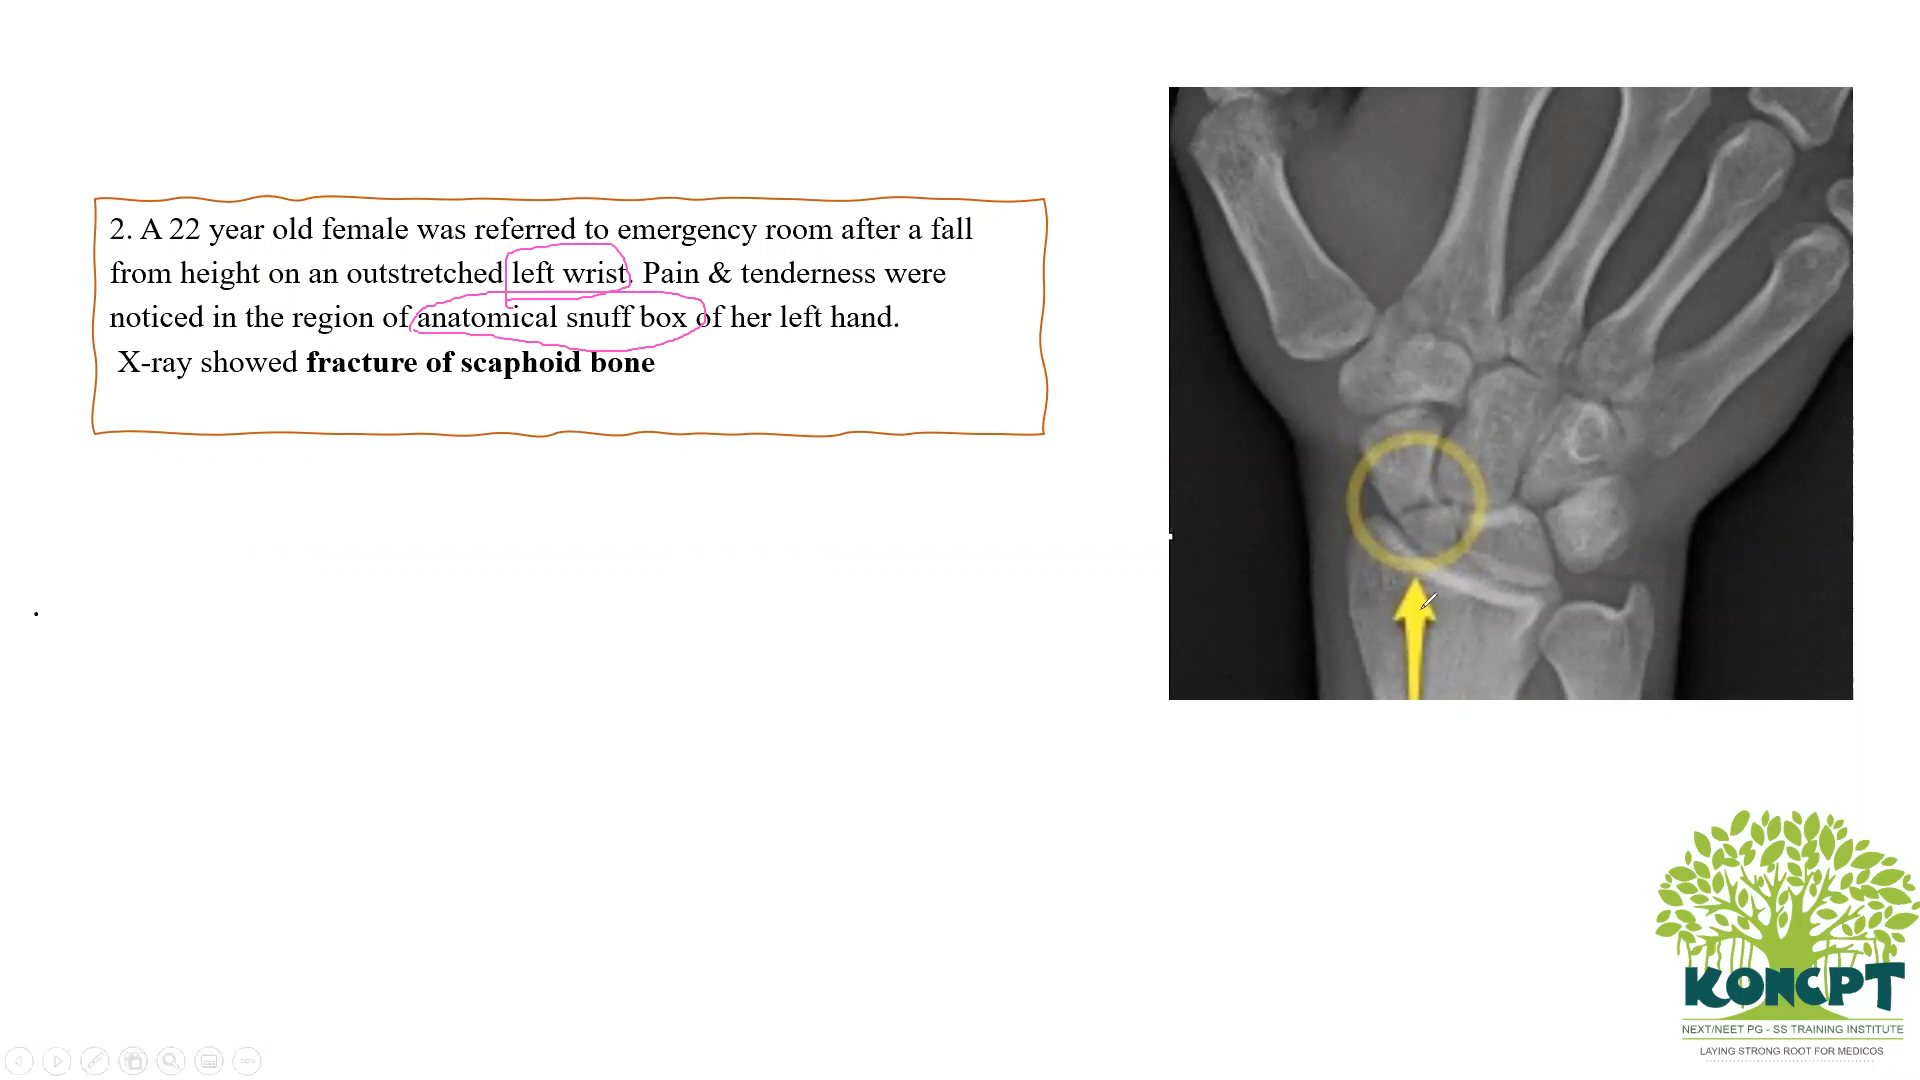 2. A 22 year old female was referred to emergency room after a fall
from height on an outstretched left wrist. Pain & tenderness were
noticed in the region of anatomical snuff box of her left hand.
X-ray showed fracture of scaphoid bone
.
KONCPT
NEXT/NEET PG - SS TRAINING INSTITUTE
LAYING STRONG ROOT FOR MEDICOS